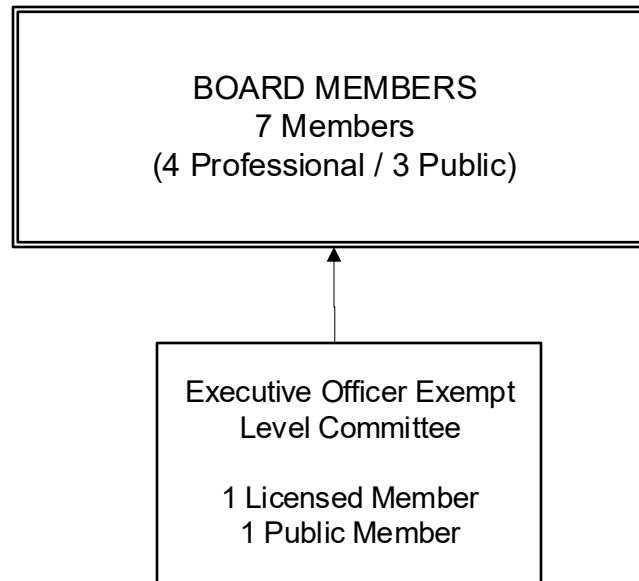 BOARD MEMBERS
7 Members
(4 Professional / 3 Public)
Executive Officer Exempt
Level Committee
1 Licensed Member
1 Public Member